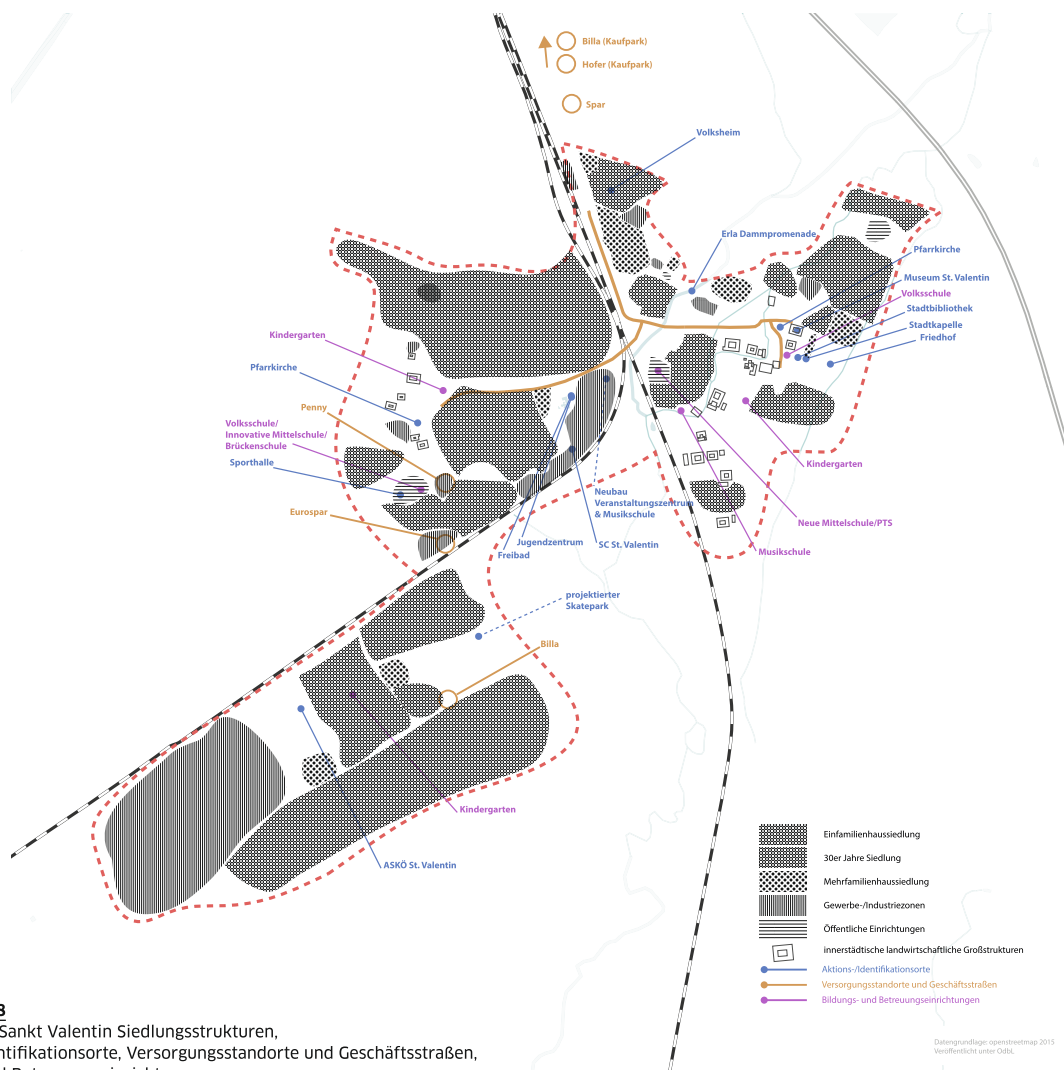 Billa (Kaufpark)
Hofer (Kaufpark)
Spar
Volksheim
Erla Dammpromenade
Pfarrkirche
Museum St. Valentin
Volksschule
Stadtbibliothek
Stadtkapelle
Friedhof
Kindergarten
Pfarrkirche
Penny
Volksschule/
Innovative Mittelschule/
Brückenschule
Sporthalle
Eurospar
Kindergarten
Neubau
Veranstaltungszentrum
& Musikschule
Neue Mittelschule/PTS
Jugendzentrum
SC St. Valentin
Freibad
Musikschule
projektierter
Skatepark
Billa
Kindergarten
ASKÖ St. Valentin
Einfamilienhaussiedlung
30er Jahre Siedlung
Mehrfamilienhaussiedlung
Gewerbe-/Industriezonen
Öffentliche Einrichtungen
innerstädtische landwirtschaftliche Großstrukturen
Aktions-/Identifikationsorte
Versorgungsstandorte und Geschäftsstraßen
Bildungs- und Betreuungseinrichtungen
Sankt Valentin Siedlungsstrukturen,
ntifikationsorte, Versorgungsstandorte und Geschäftsstraßen,
Datengrundlage: openstreetmap 2015
Veröffentlicht unter OdbL